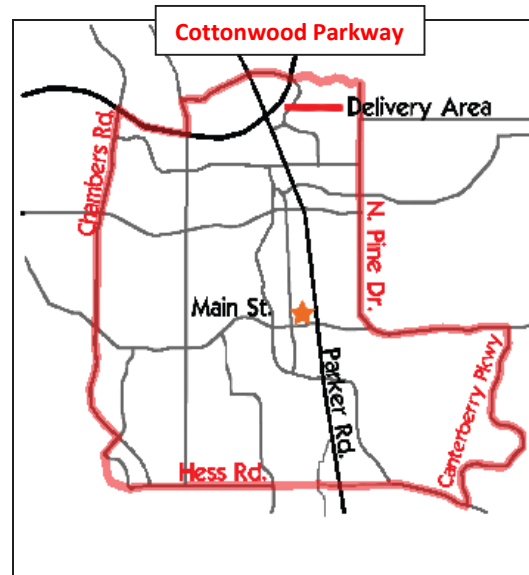 Cottonwood Parkway
Delivery Area
Chambers Rd.
N. Pine Dr.
Main St.
Parker Rd.
Canterberry Pkwy
Hess Rd.